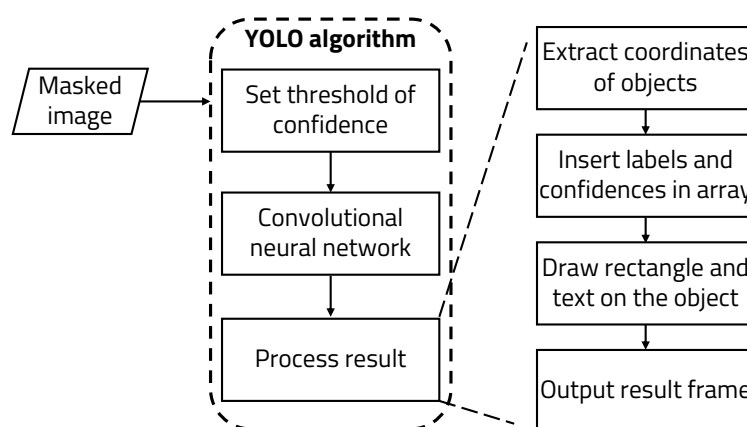 YOLO algorithm
Masked
image
Set threshold of
confidence
Convolutional
neural network
Process result
Extract coordinates
of objects
Insert labels and
confidences in array
Draw rectangle and
text on the object
Output result frame